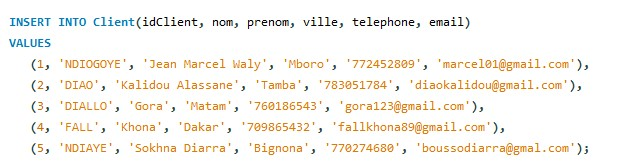 INSERT INTO Client(idClient, nom, prenom, ville, telephone, email)
VALUES
(1, 'NDIOGOYE', 'Jean Marcel Waly', 'Mboro', '772452809', 'marcel01@gmail.com'),
(2, 'DIAO', 'Kalidou Alassane', 'Tamba', '783051784', 'diaokalidou@gmail.com'),
(3, 'DIALLO', 'Gora', 'Matam', '760186543', 'gora123@gmail.com'),
(4, 'FALL', 'Khona', 'Dakar', '709865432', 'fallkhona89@gmail.com'),
(5, 'NDIAYE', 'Sokhna Diarra', 'Bignona', '770274680', 'boussodiarra@gmal.com');